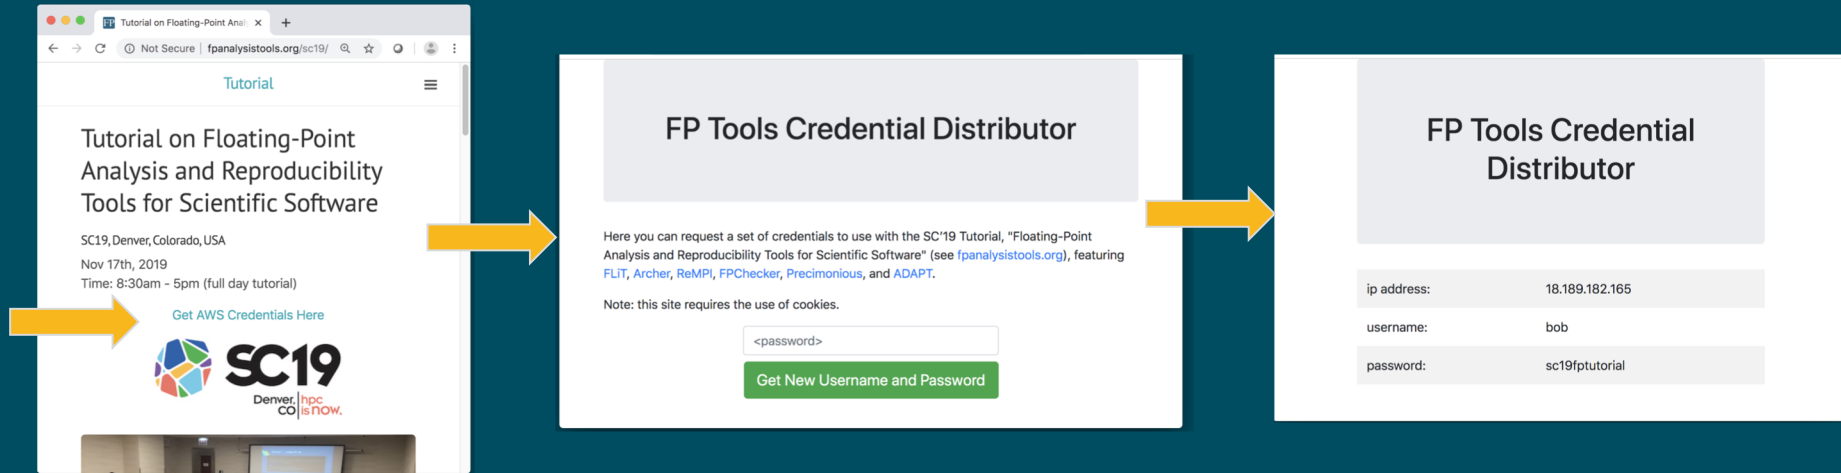 FP Tutorial on Floating-Point Anal
Not Secure | fpanalysistools.org/sc19/
Tutorial
Tutorial on Floating-Point
Analysis and Reproducibility
Tools for Scientific Software
SC19, Denver, Colorado, USA
Nov 17th, 2019
Time: 8:30am - 5pm (full day tutorial)
Get AWS Credentials Here
SC19
Denver, hpc
CO is now.
FP Tools Credential Distributor
Here you can request a set of credentials to use with the SC'19 Tutorial, "Floating-Point
Analysis and Reproducibility Tools for Scientific Software" (see fpanalysistools.org), featuring
FLiT, Archer, ReMPI, FPChecker, Precimonious, and ADAPT.
Note: this site requires the use of cookies.
<password>
Get New Username and Password
FP Tools Credential
Distributor
ip address: 18.189.182.165
username: bob
password: sc19fptutorial